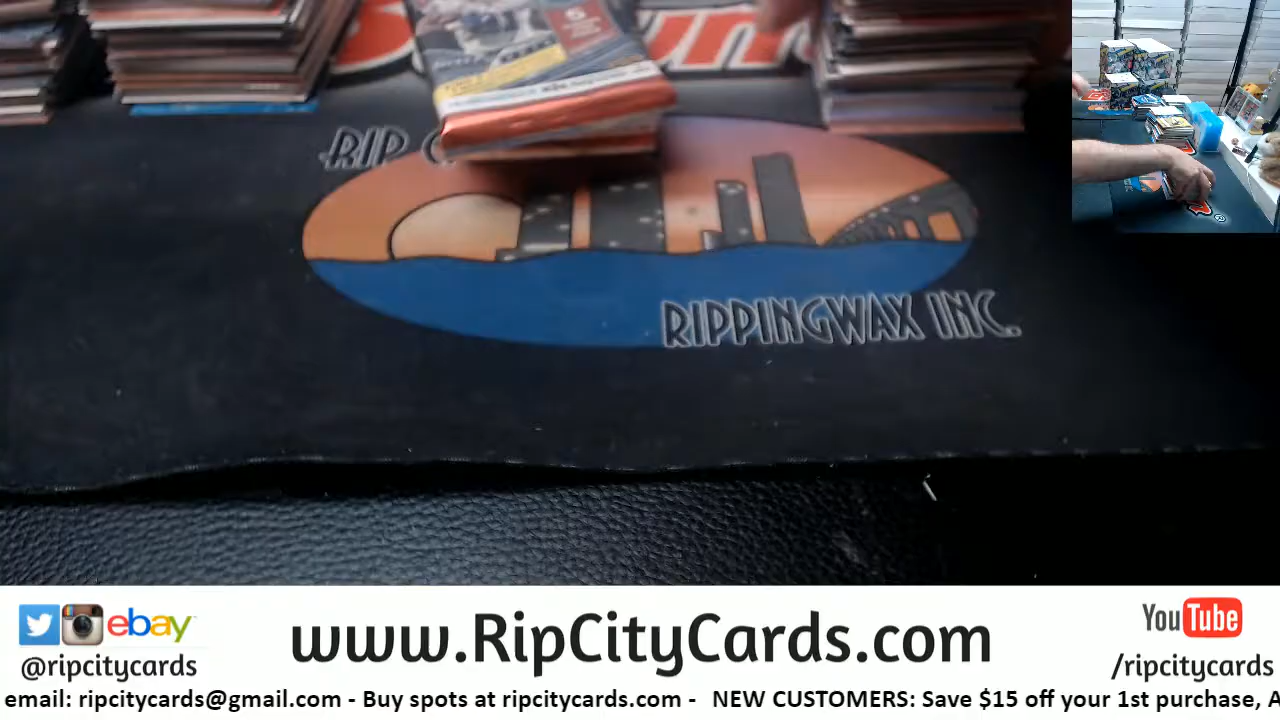 RIP C
RIPPINGWAX INC.
ebay
www.RipCityCards.com
YouTube
@ripcitycards
/ripcitycards
email: ripcitycards@gmail.com - Buy spots at ripcitycards.com - NEW CUSTOMERS: Save $15 off your 1st purchase, A